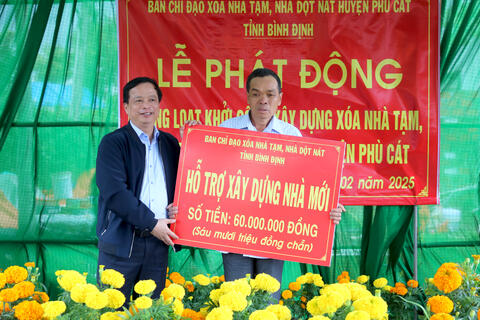 BAN CHỈ ĐẠO XÓA NHÀ TẠM, NHÀ DỘT NÁT HUYỆN PHÙ CÁT
TỈNH BÌNH ĐỊNH
LỄ PHÁT ĐỘNG
LOẠT KHỞI XÂY DỰNG XÓA NHÀ TẠM,
HUYỆN PHÙ CÁT
02 năm 2025
BAN CHỈ ĐẠO XÓA NHÀ TẠM, NHÀ DỘT NÁT
TỈNH BÌNH ĐỊNH
HỖ TRỢ XÂY DỰNG NHÀ MỚI
SỐ TIỀN: 60.000.000 ĐỒNG
(Sáu mươi triệu đồng chẵn)